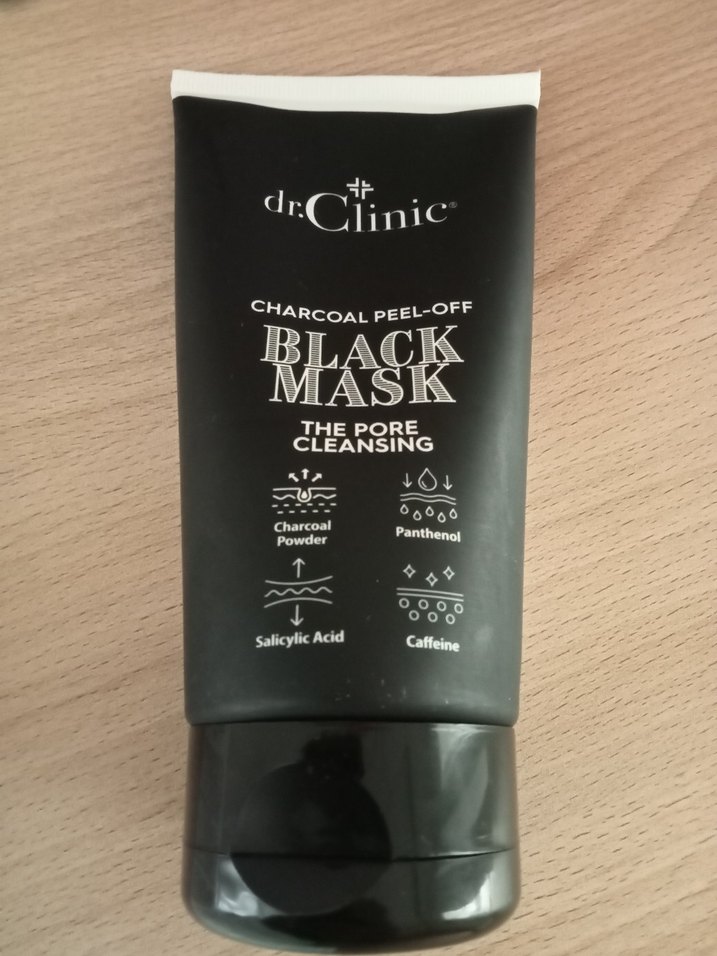 dr.Clinic®
CHARCOAL PEEL-OFF
BLACK
MASK
THE PORE
CLEANSING
Charcoal
Powder
Panthenol
Salicylic Acid
Caffeine